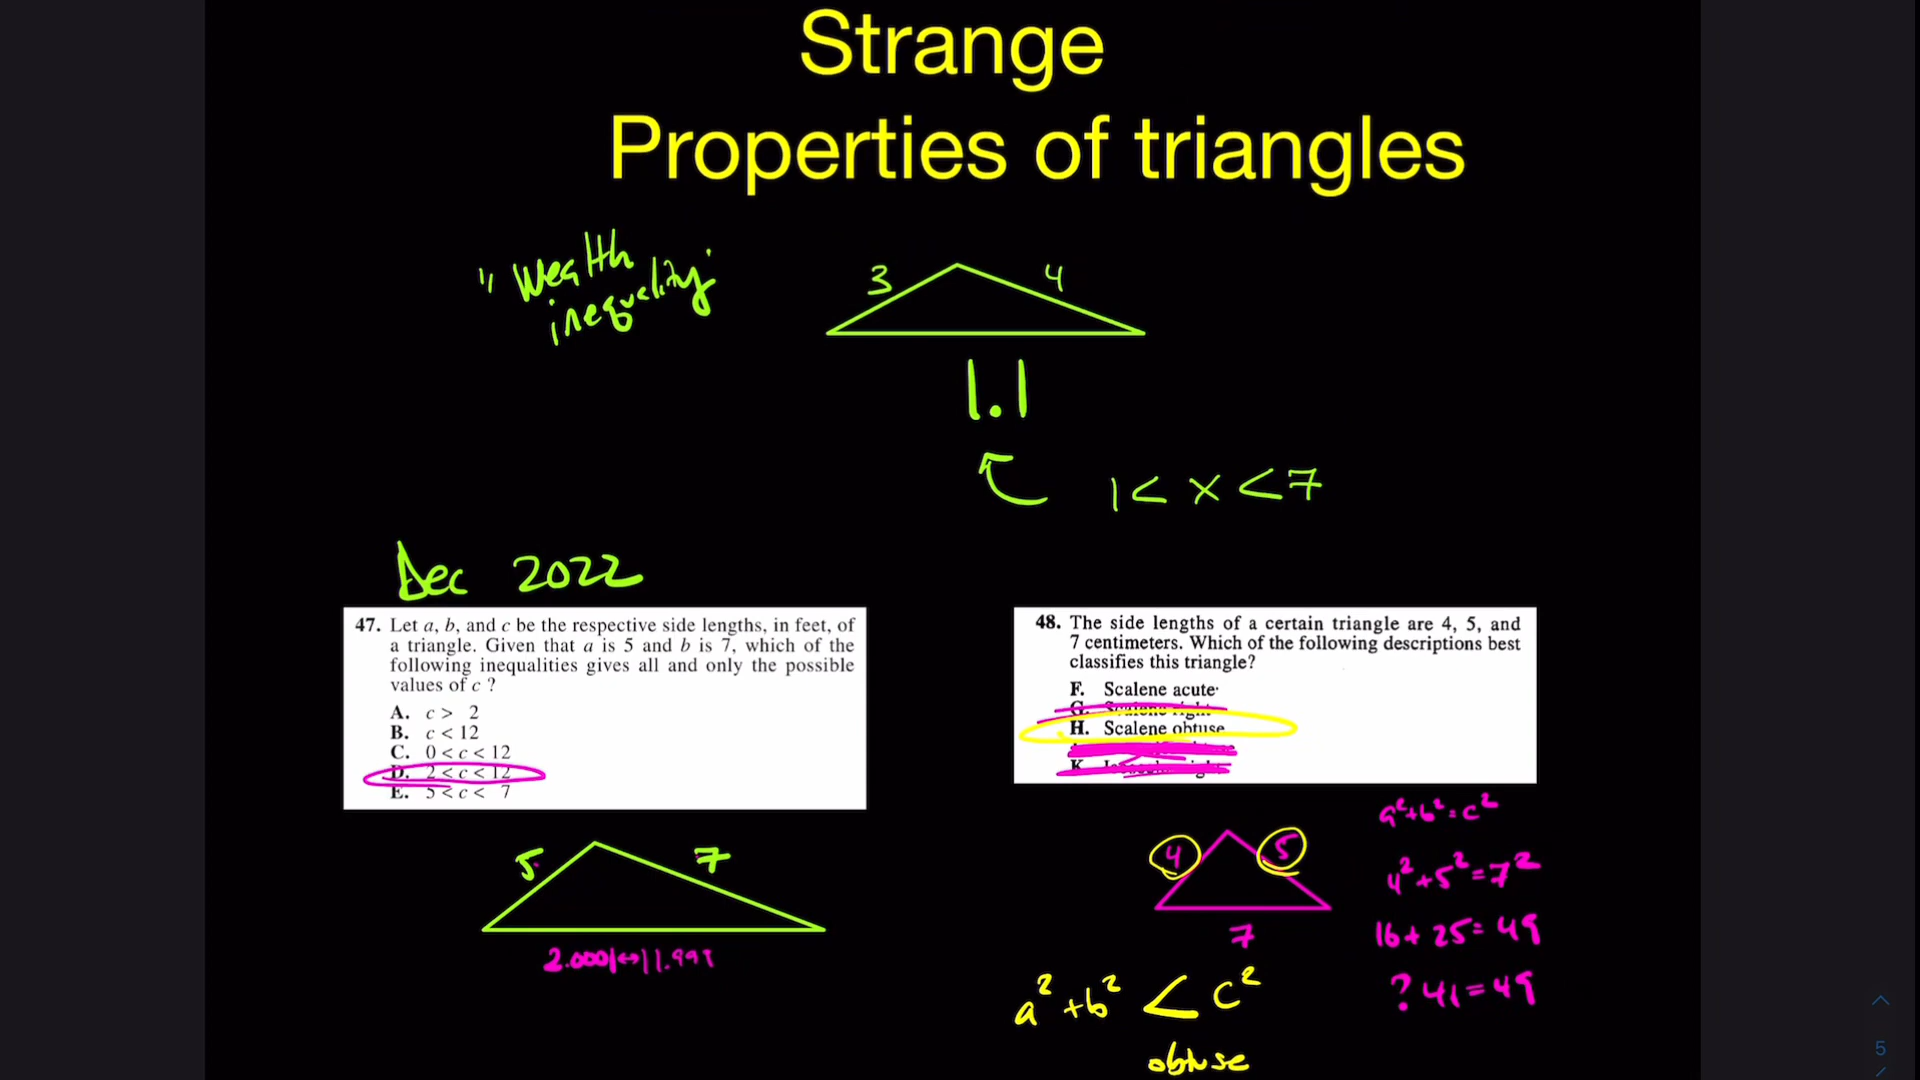 Strange
Properties of triangles
"Wealth
inequality"
3
4
1.1
1 < x < 7
Dec 2022
47. Let a, b, and c be the respective side lengths, in feet, of
a triangle. Given that a is 5 and b is 7, which of the
following inequalities gives all and only the possible
values of c ?
A. c > 2
B. c < 12
C. 0 < c < 12
D. 2 < c < 12
E. 5 < c < 7
5
7
2.0001↔11.999
48. The side lengths of a certain triangle are 4, 5, and
7 centimeters. Which of the following descriptions best
classifies this triangle?
F. Scalene acute
G. Scalene right
H. Scalene obtuse
K.
4
5
7
a²+b²=c²
4²+5²=7²
16+25=49
? 41=49
a²+b² < c²
obtuse
5